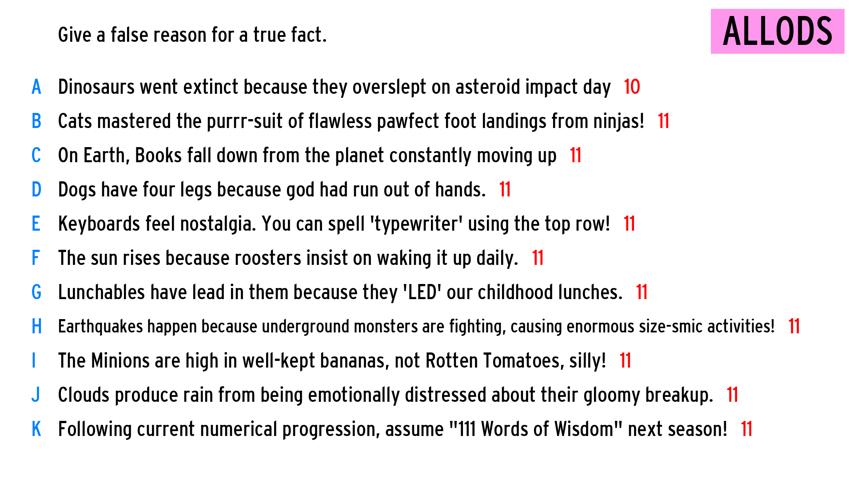 Give a false reason for a true fact.
ALLODS
A Dinosaurs went extinct because they overslept on asteroid impact day 10
B Cats mastered the purrr-suit of flawless pawfect foot landings from ninjas! 11
C On Earth, Books fall down from the planet constantly moving up 11
D Dogs have four legs because god had run out of hands. 11
E Keyboards feel nostalgia. You can spell 'typewriter' using the top row! 11
F The sun rises because roosters insist on waking it up daily. 11
G Lunchables have lead in them because they 'LED' our childhood lunches. 11
H Earthquakes happen because underground monsters are fighting, causing enormous size-smic activities! 11
I The Minions are high in well-kept bananas, not Rotten Tomatoes, silly! 11
J Clouds produce rain from being emotionally distressed about their gloomy breakup. 11
K Following current numerical progression, assume "111 Words of Wisdom" next season! 11